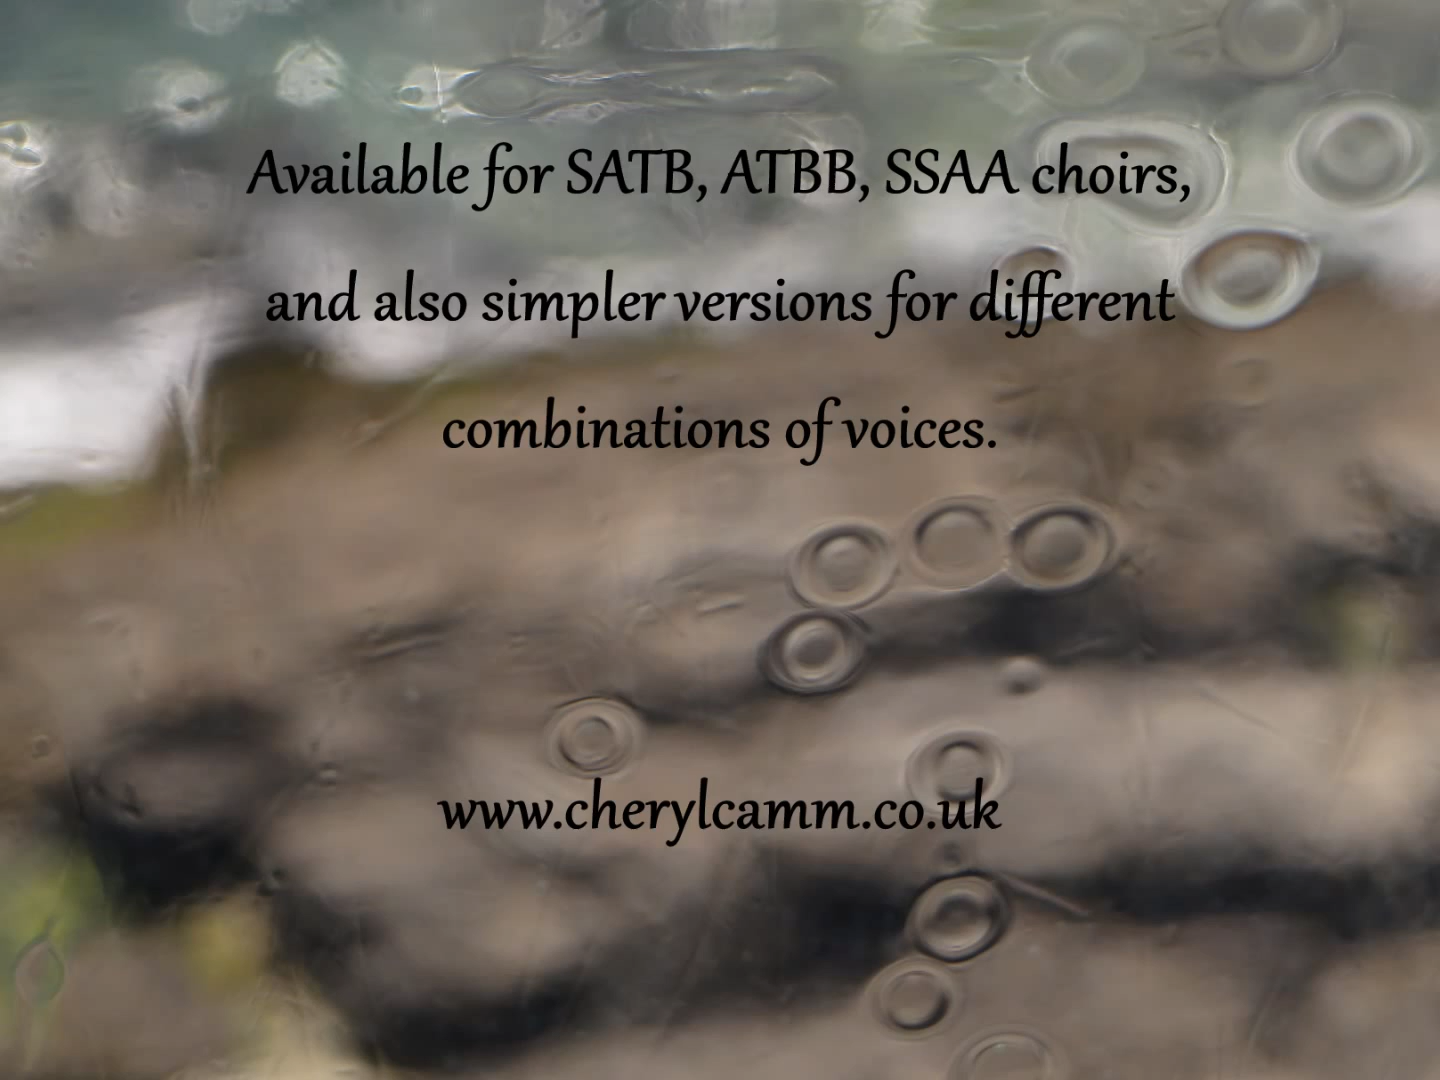 Available for SATB, ATBB, SSAA choirs,
and also simpler versions for different
combinations of voices.
www.cherylcamm.co.uk